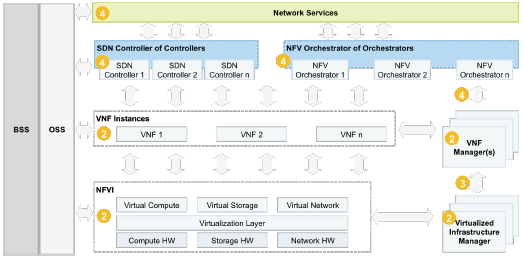 4
Network Services
SDN Controller of Controllers
NFV Orchestrator of Orchestrators
4
SDN
Controller 1
SDN
Controller 2
SDN
Controller n
4
NFV
Orchestrator 1
NFV
Orchestrator 2
NFV
Orchestrator n
4
BSS
OSS
VNF Instances
2
VNF 1
VNF 2
VNF n
2
VNF
Manager(s)
3
NFVI
2
Virtual Compute
Virtual Storage
Virtual Network
Virtualization Layer
Compute HW
Storage HW
Network HW
2
Virtualized
Infrastructure
Manager